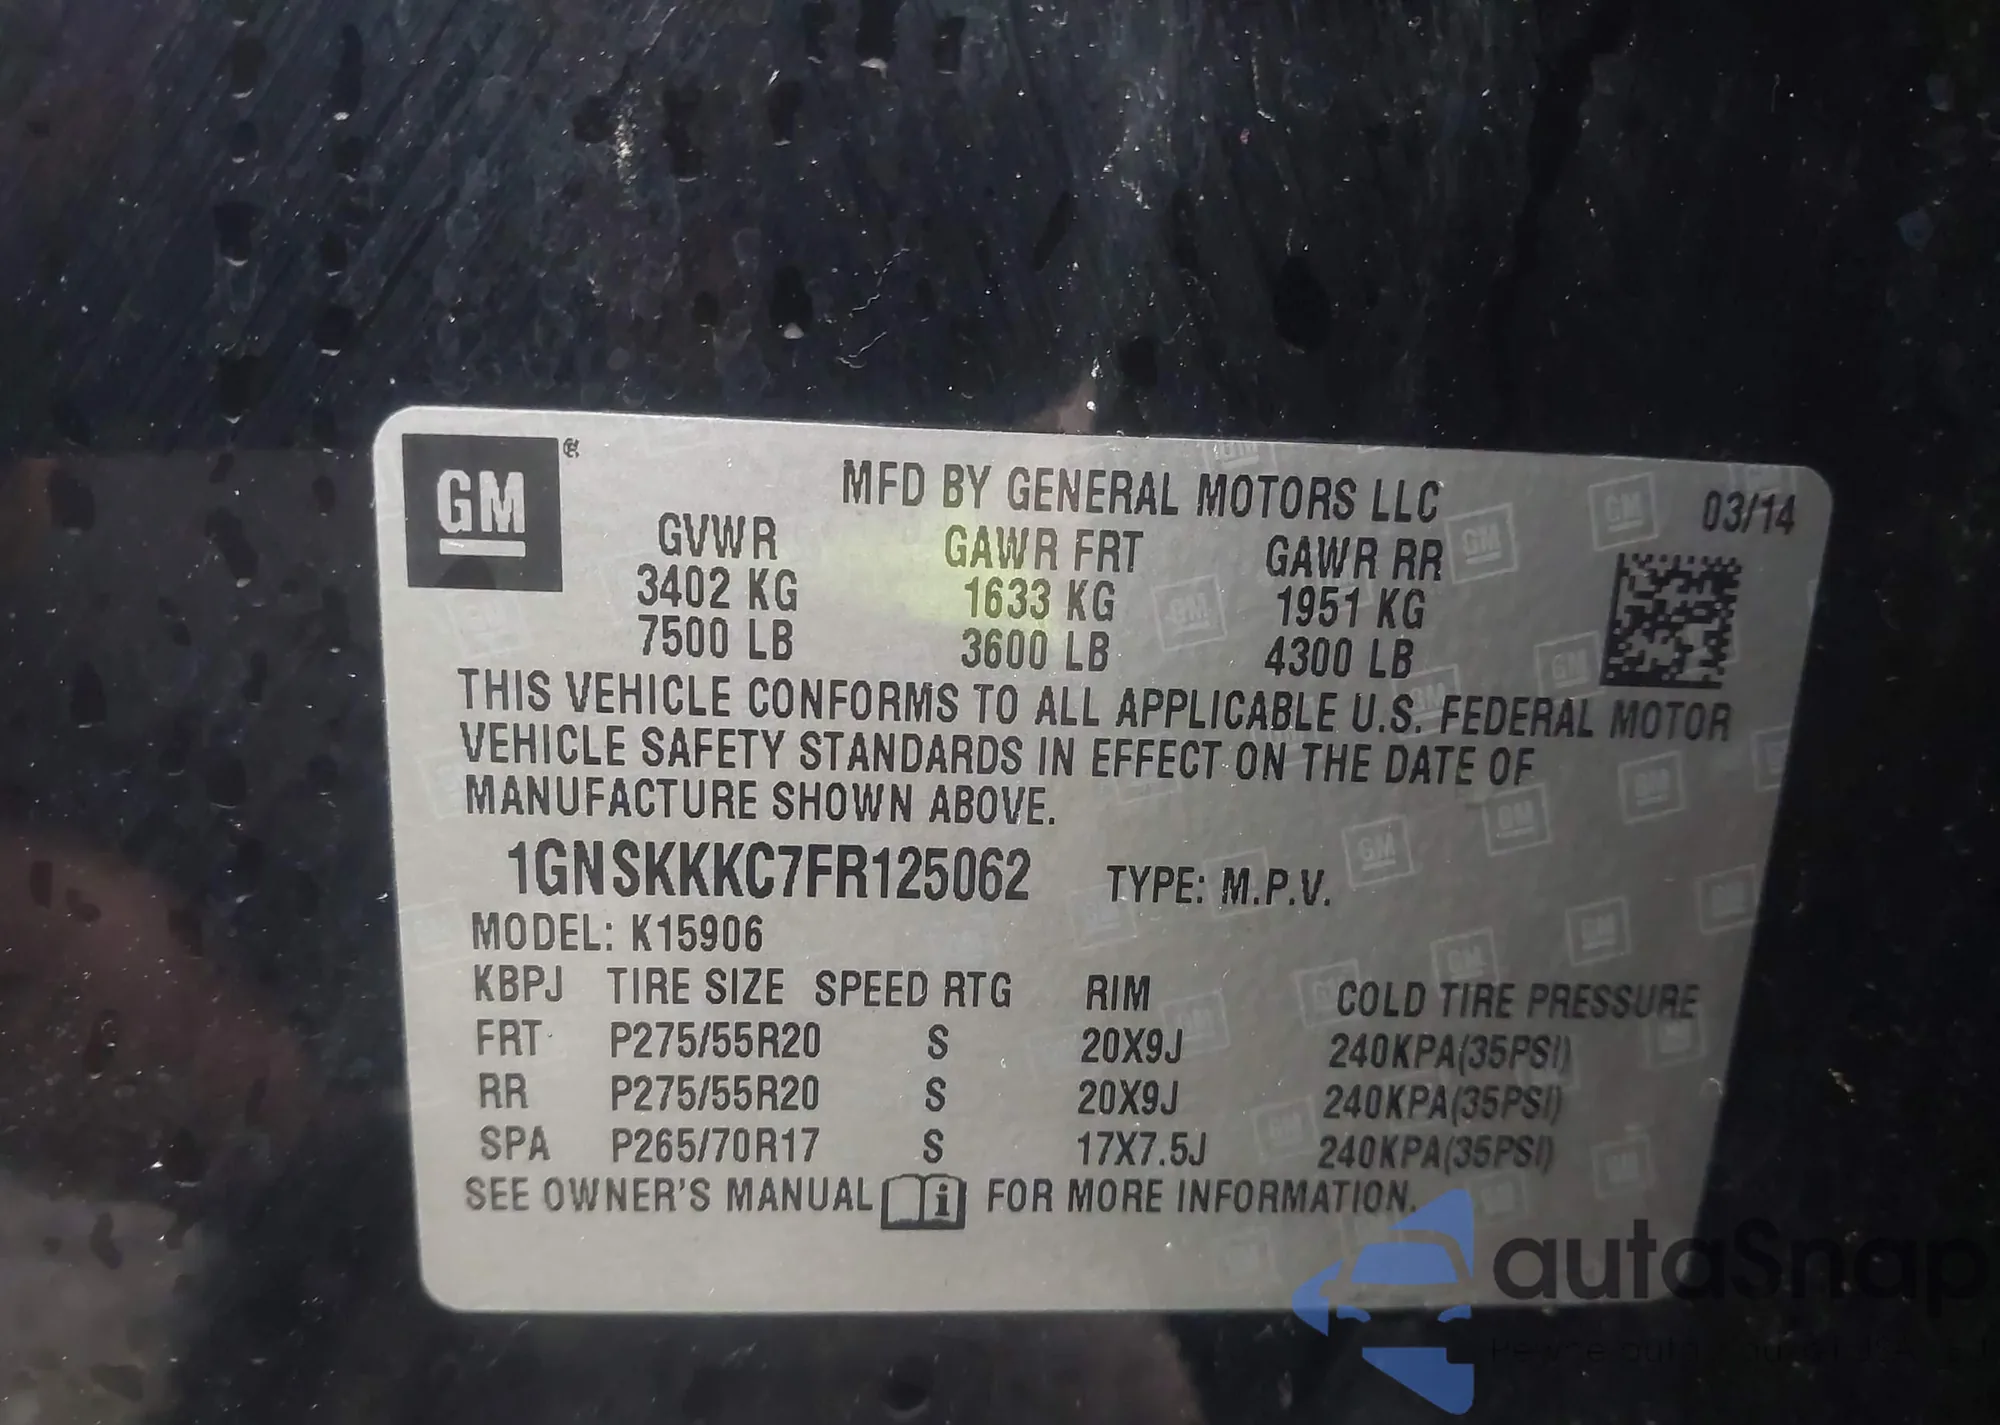 GM®
MFD BY GENERAL MOTORS LLC 03/14
GVWR GAWR FRT GAWR RR
3402 KG 1633 KG 1951 KG
7500 LB 3600 LB 4300 LB
THIS VEHICLE CONFORMS TO ALL APPLICABLE U.S. FEDERAL MOTOR
VEHICLE SAFETY STANDARDS IN EFFECT ON THE DATE OF
MANUFACTURE SHOWN ABOVE.
1GNSKKKC7FR125062 TYPE: M.P.V.
MODEL: K15906
KBPJ TIRE SIZE SPEED RTG RIM COLD TIRE PRESSURE
FRT P275/55R20 S 20X9J 240KPA(35PSI)
RR P275/55R20 S 20X9J 240KPA(35PSI)
SPA P265/70R17 S 17X7.5J 240KPA(35PSI)
SEE OWNER'S MANUAL FOR MORE INFORMATION.
autaSnap